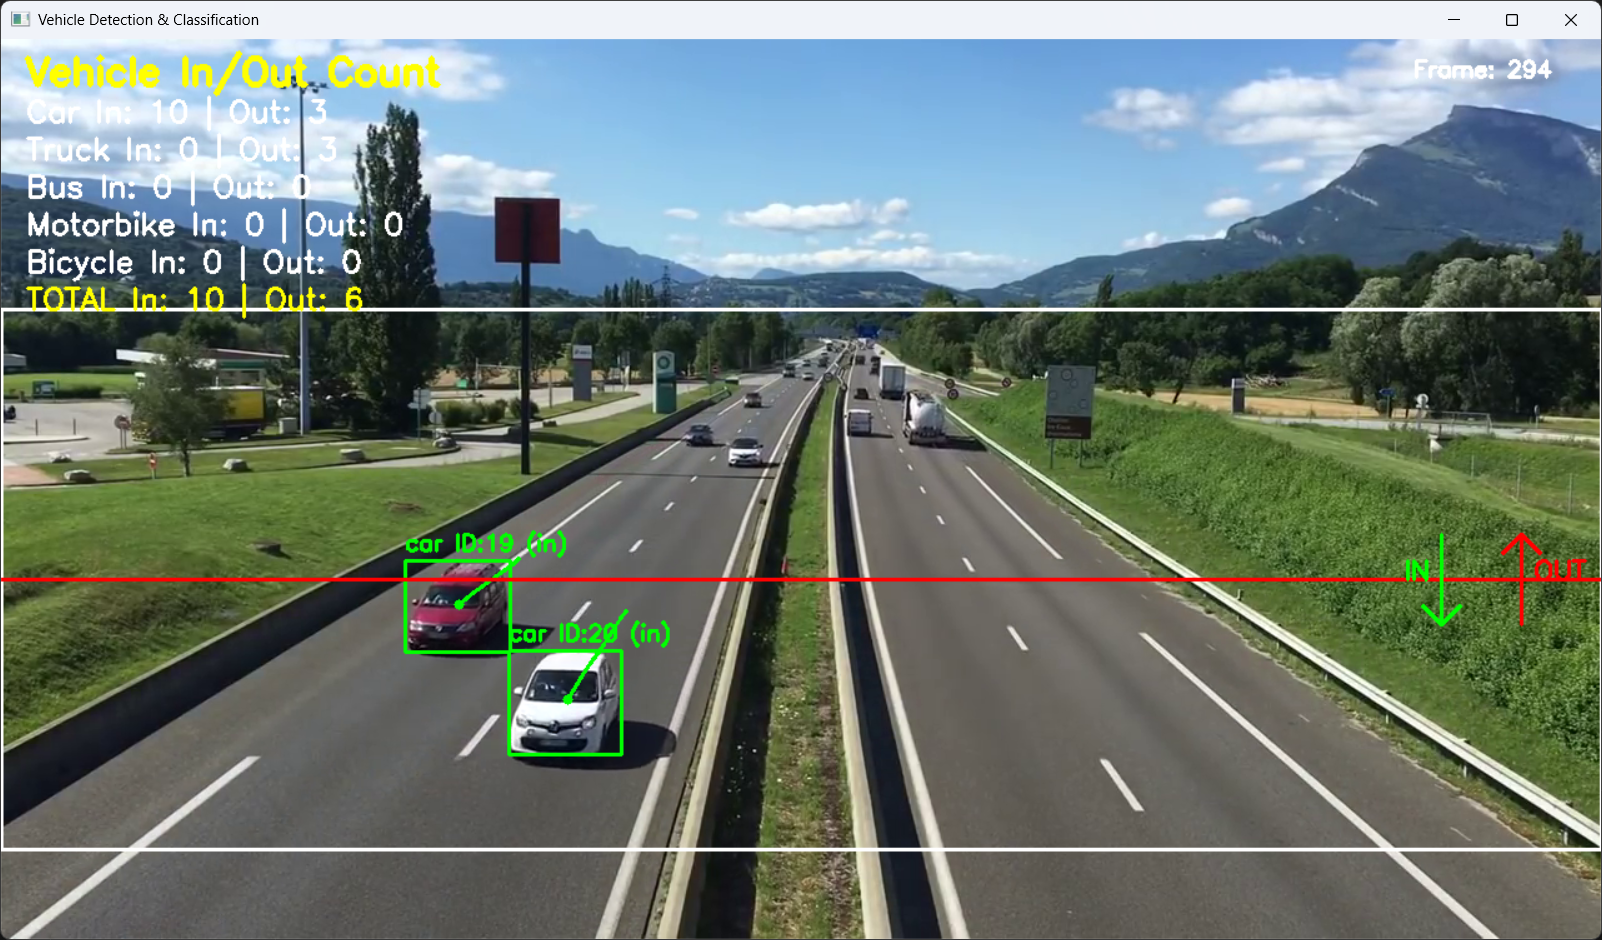 Vehicle Detection & Classification
Vehicle In/Out Count
Frame: 294
Car In: 10 | Out: 3
Truck In: 0 | Out: 3
Bus In: 0 | Out: 0
Motorbike In: 0 | Out: 0
Bicycle In: 0 | Out: 0
TOTAL In: 10 | Out: 6
car ID:19 (in)
IN
OUT
car ID:20 (in)